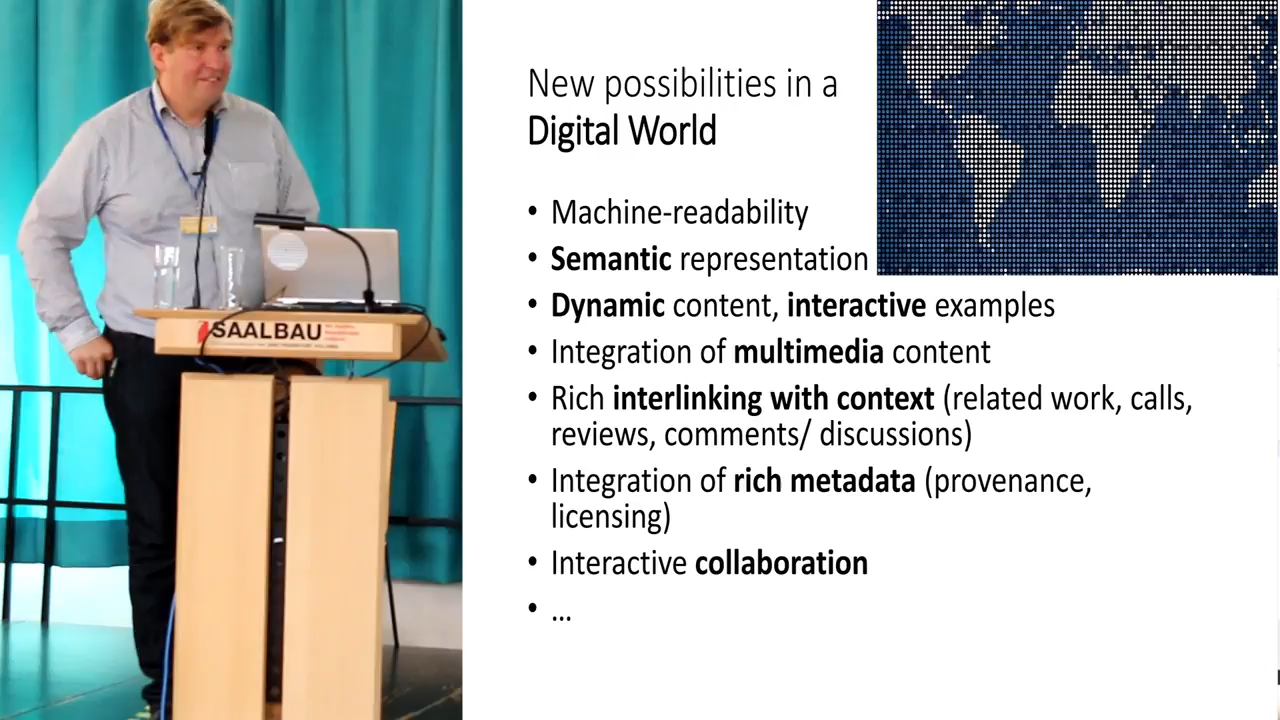 New possibilities in a
Digital World
• Machine-readability
• Semantic representation
• Dynamic content, interactive examples
• Integration of multimedia content
• Rich interlinking with context (related work, calls,
reviews, comments/ discussions)
• Integration of rich metadata (provenance,
licensing)
• Interactive collaboration
• ...
SAALBAU